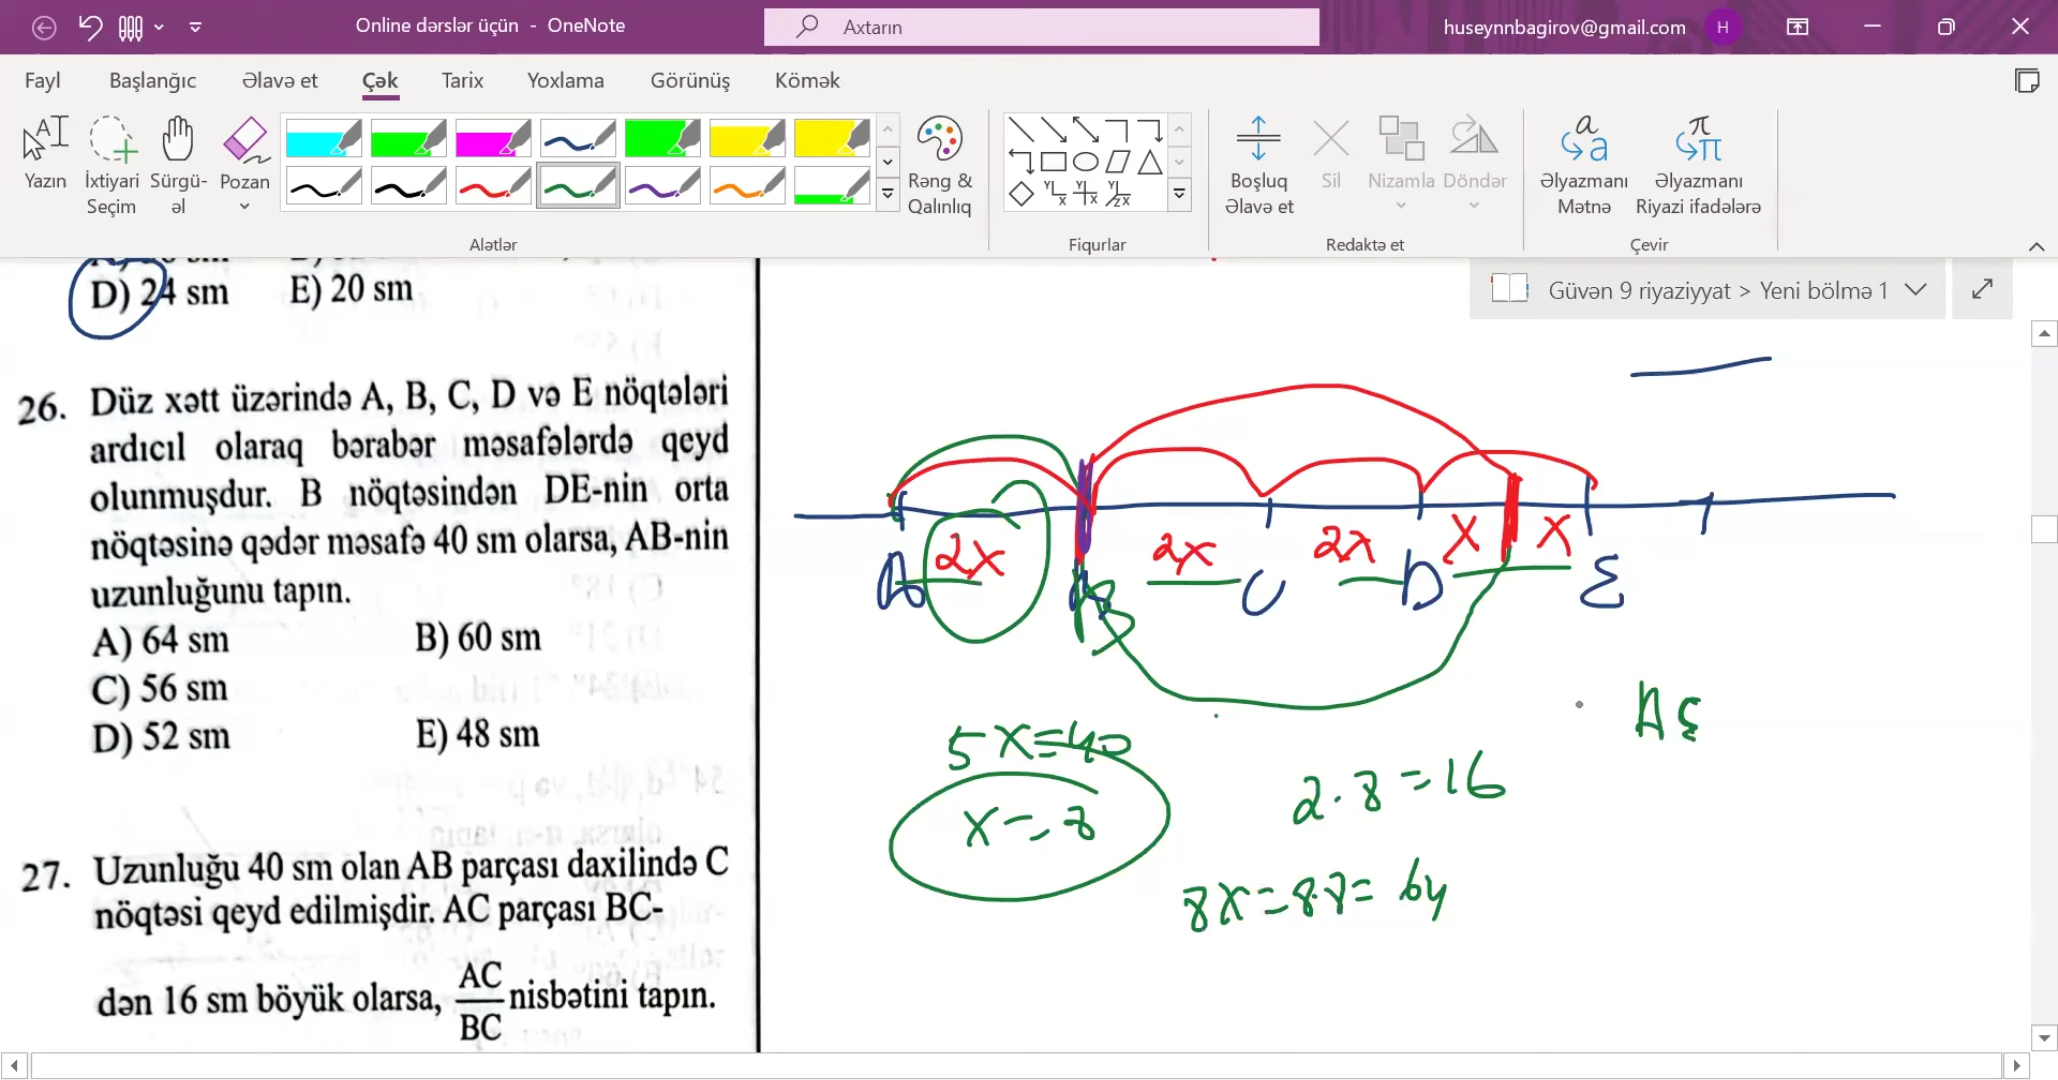 Online dərslər üçün - OneNote
Axtarın
huseynnbagirov@gmail.com H
Fayl Başlanğıc Əlavə et Çək Tarix Yoxlama Görünüş Kömək
Yazın
İxtiyari Seçim
Sürgü-əl
Pozan
Rəng & Qalınlıq
Boşluq Əlavə et
Sil
Nizamla
Döndər
Əlyazmanı Mətnə
Əlyazmanı Riyazi ifadələrə
Alətlər Fiqurlar Redaktə et Çevir
Güvən 9 riyaziyyat > Yeni bölmə 1
D) 24 sm E) 20 sm
26. Düz xətt üzərində A, B, C, D və E nöqtələri
ardıcıl olaraq bərabər məsafələrdə qeyd
olunmuşdur. B nöqtəsindən DE-nin orta
nöqtəsinə qədər məsafə 40 sm olarsa, AB-nin
uzunluğunu tapın.
A) 64 sm B) 60 sm
C) 56 sm
D) 52 sm E) 48 sm
27. Uzunluğu 40 sm olan AB parçası daxilində C
nöqtəsi qeyd edilmişdir. AC parçası BC-
dən 16 sm böyük olarsa, AC/BC nisbətini tapın.
2x 2x 2x x x
A B C D E
5x=40
x=8
2·8=16
8x=8·8=64
AE